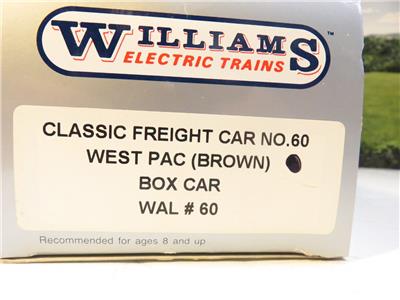 WILLIAMS™
ELECTRIC TRAINS
CLASSIC FREIGHT CAR NO.60
WEST PAC (BROWN)
BOX CAR
WAL # 60
Recommended for ages 8 and up